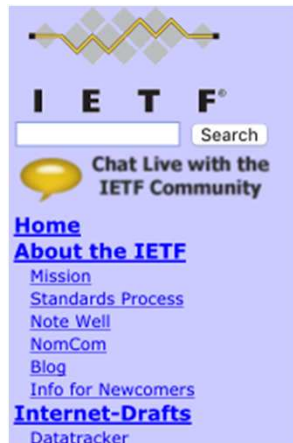 I E T F®
Search
Chat Live with the
IETF Community
Home
About the IETF
Mission
Standards Process
Note Well
NomCom
Blog
Info for Newcomers
Internet-Drafts
Datatracker